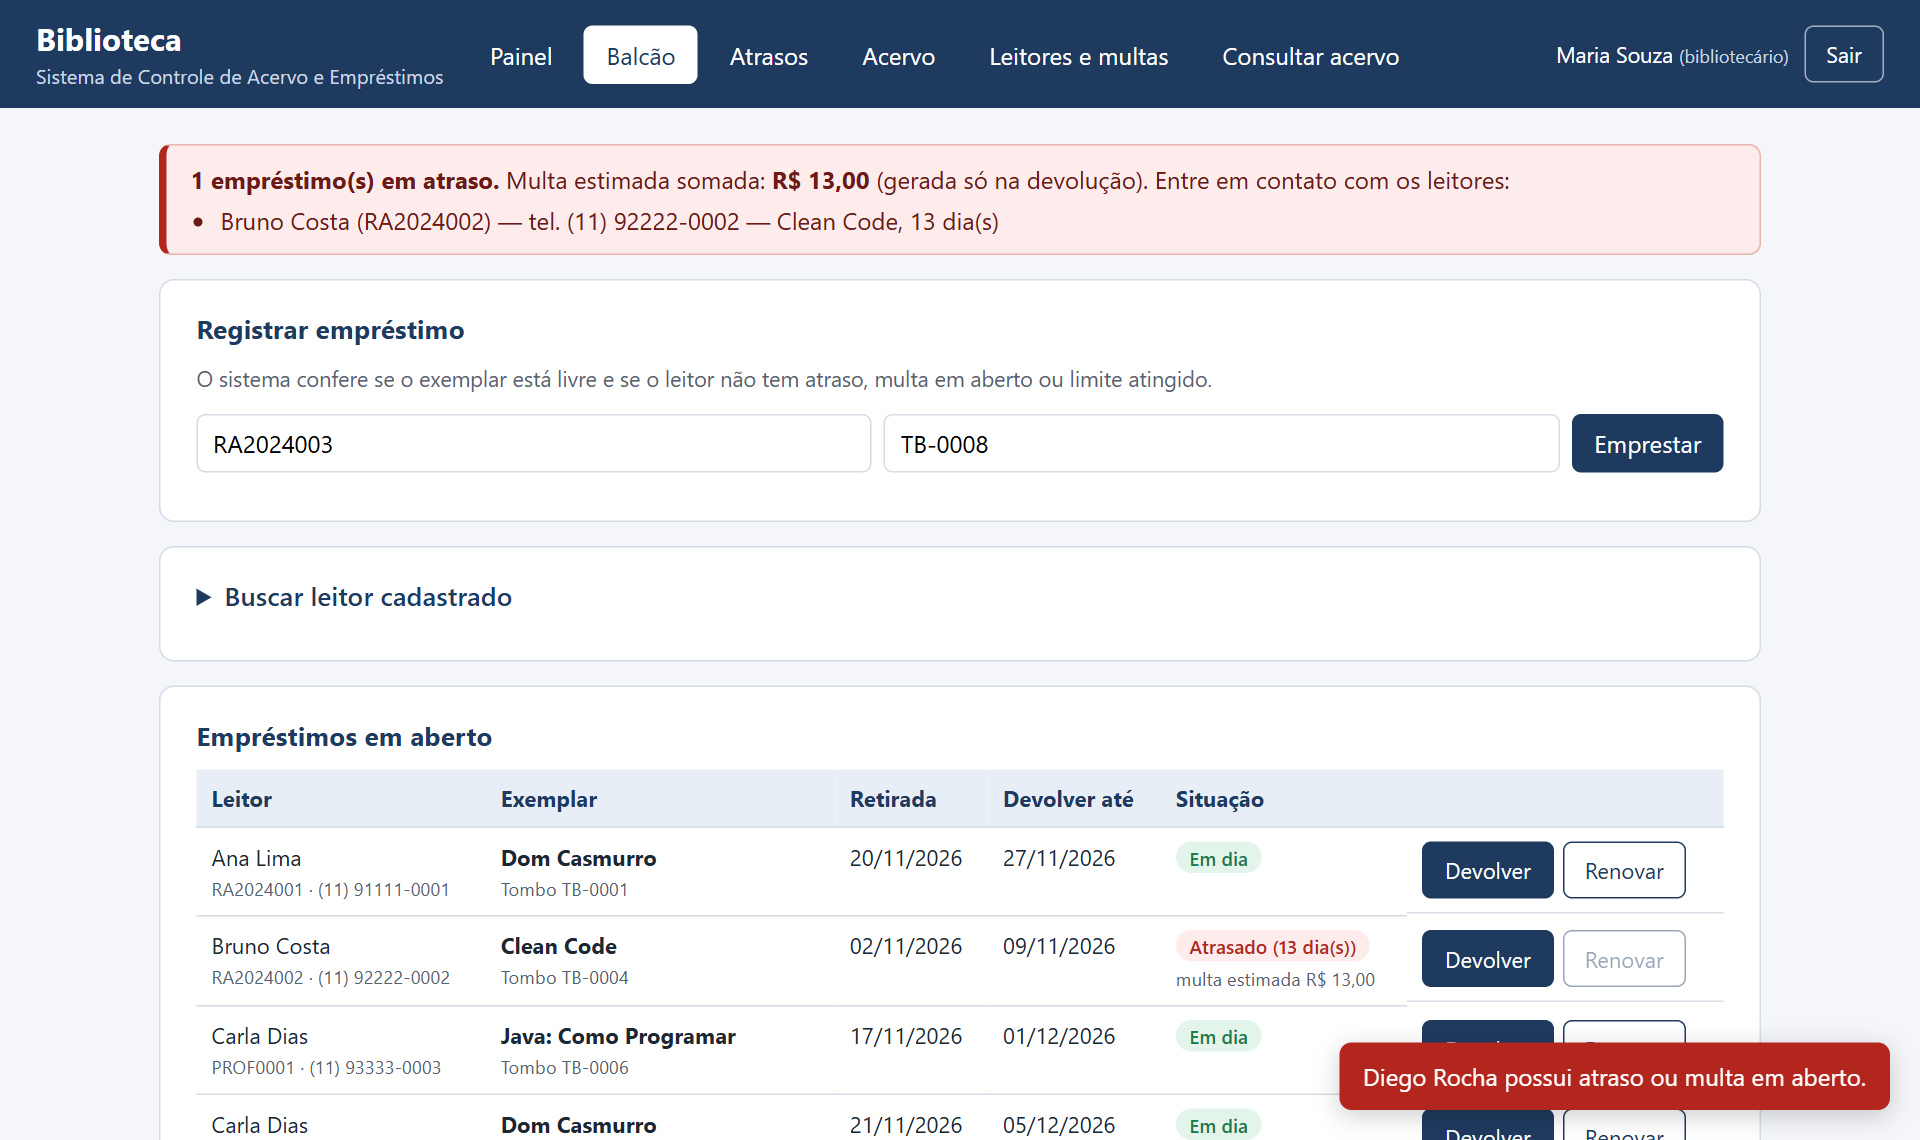 Biblioteca
Sistema de Controle de Acervo e Empréstimos
Painel
Balcão
Atrasos
Acervo
Leitores e multas
Consultar acervo
Maria Souza (bibliotecário)
Sair
1 empréstimo(s) em atraso. Multa estimada somada: R$ 13,00 (gerada só na devolução). Entre em contato com os leitores:
• Bruno Costa (RA2024002) — tel. (11) 92222-0002 — Clean Code, 13 dia(s)
Registrar empréstimo
O sistema confere se o exemplar está livre e se o leitor não tem atraso, multa em aberto ou limite atingido.
RA2024003
TB-0008
Emprestar
Buscar leitor cadastrado
Empréstimos em aberto
Leitor Exemplar Retirada Devolver até Situação
Ana Lima Dom Casmurro 20/11/2026 27/11/2026 Em dia Devolver Renovar
RA2024001 · (11) 91111-0001 Tombo TB-0001
Bruno Costa Clean Code 02/11/2026 09/11/2026 Atrasado (13 dia(s)) Devolver Renovar
RA2024002 · (11) 92222-0002 Tombo TB-0004 multa estimada R$ 13,00
Carla Dias Java: Como Programar 17/11/2026 01/12/2026 Em dia
PROF0001 · (11) 93333-0003 Tombo TB-0006
Diego Rocha possui atraso ou multa em aberto.
Carla Dias Dom Casmurro 21/11/2026 05/12/2026 Em dia Devolver Renovar